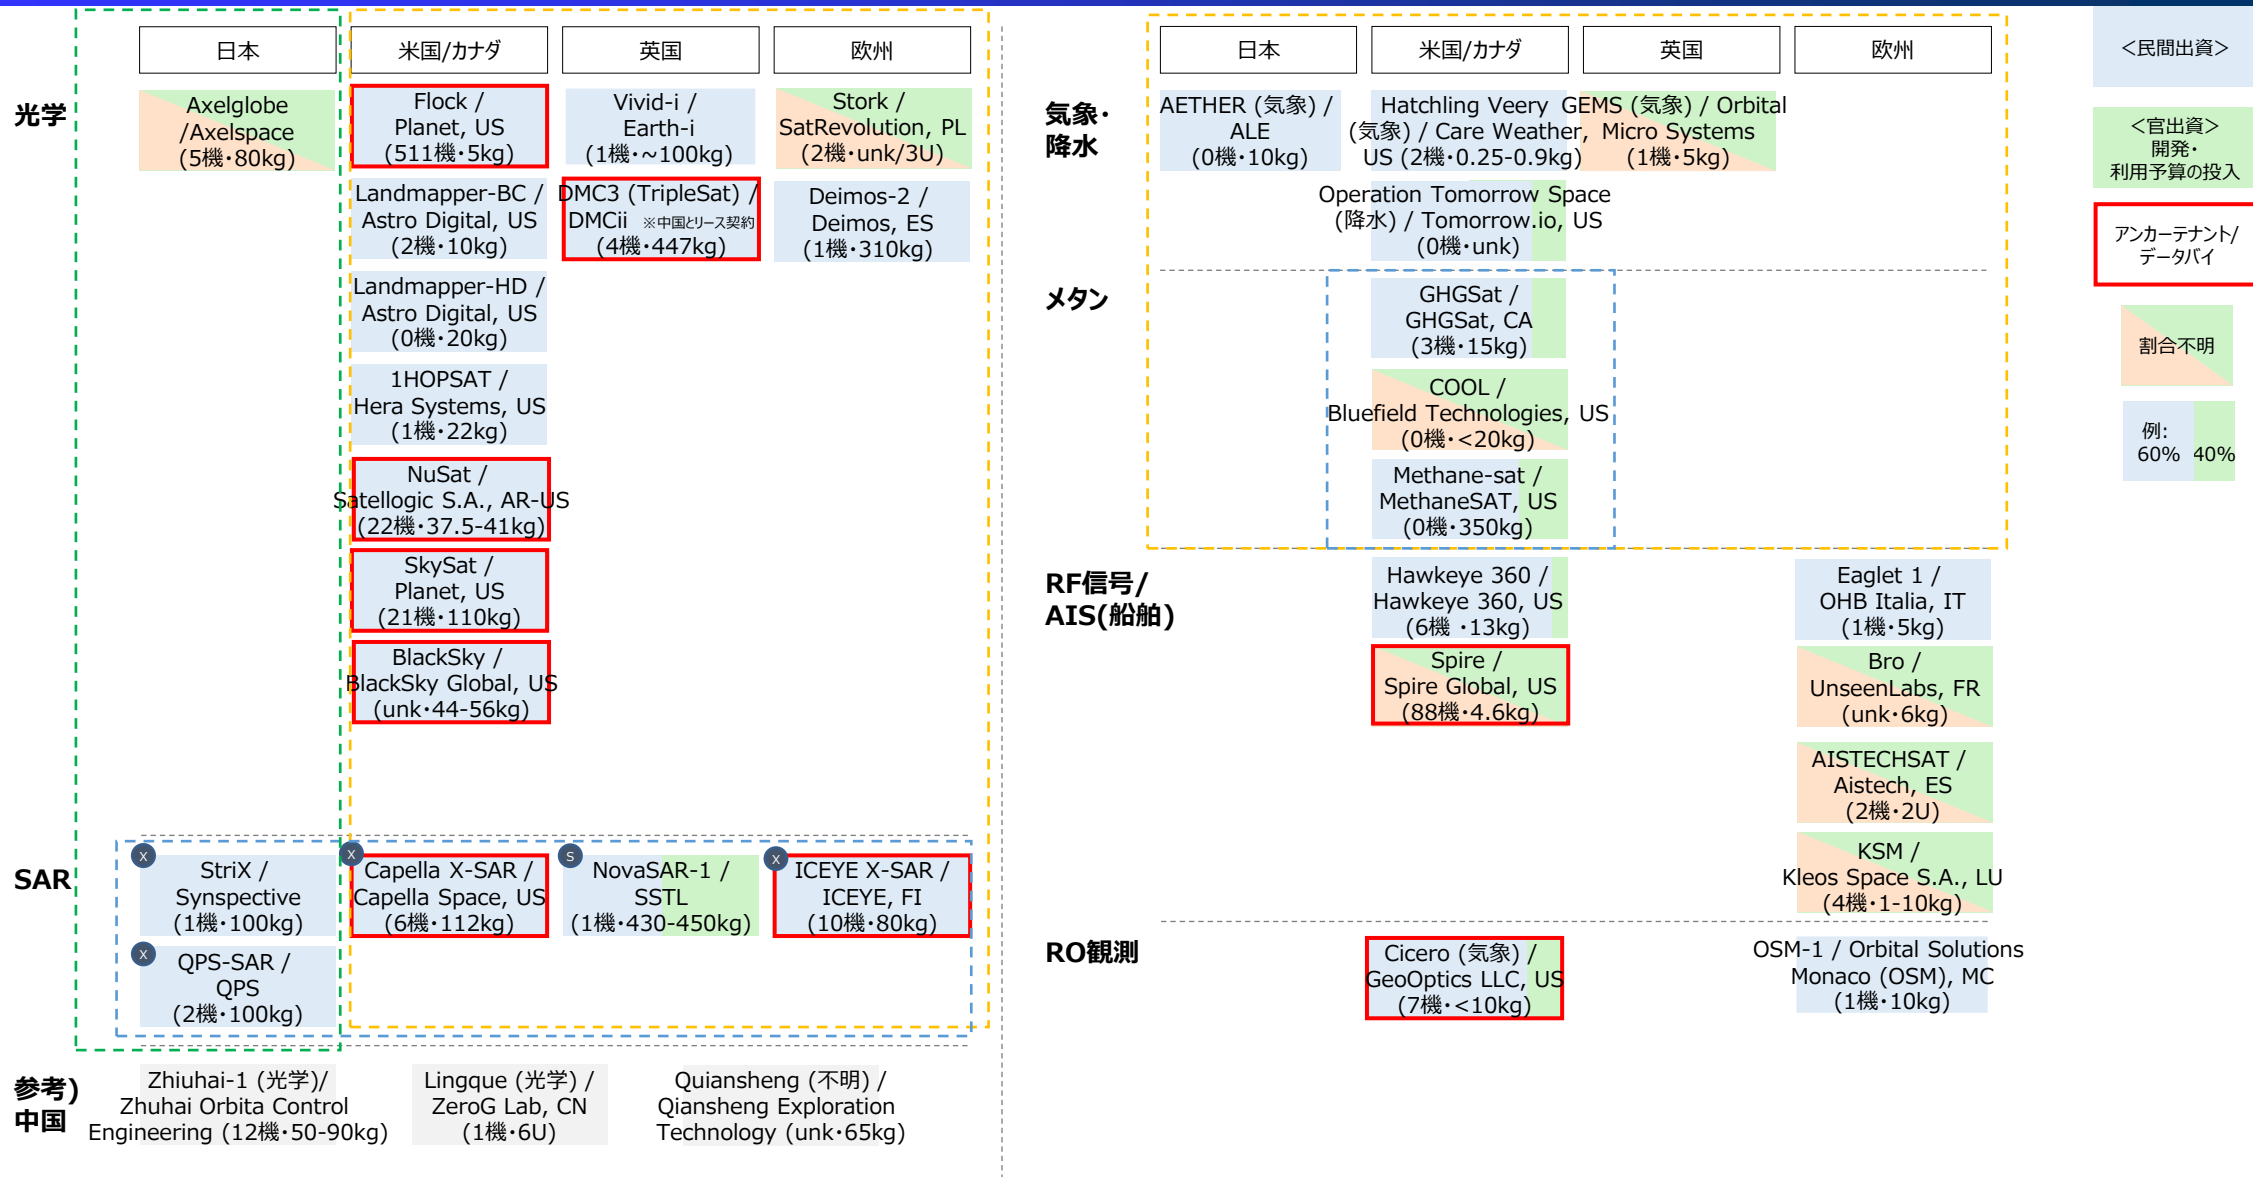 日本
米国/カナダ
英国
欧州
光学
Axelglobe
/Axelspace
(5機・80kg)
Flock /
Planet, US
(511機・5kg)
Vivid-i /
Earth-i
(1機・~100kg)
Stork /
SatRevolution, PL
(2機・unk/3U)
Landmapper-BC /
Astro Digital, US
(2機・10kg)
DMC3 (TripleSat) /
DMCii ※中国とリース契約
(4機・447kg)
Deimos-2 /
Deimos, ES
(1機・310kg)
Landmapper-HD /
Astro Digital, US
(0機・20kg)
1HOPSAT /
Hera Systems, US
(1機・22kg)
NuSat /
Satellogic S.A., AR-US
(22機・37.5-41kg)
SkySat /
Planet, US
(21機・110kg)
BlackSky /
BlackSky Global, US
(unk・44-56kg)
SAR
X
StriX /
Synspective
(1機・100kg)
X
Capella X-SAR /
Capella Space, US
(6機・112kg)
S
NovaSAR-1 /
SSTL
(1機・430-450kg)
X
ICEYE X-SAR /
ICEYE, FI
(10機・80kg)
X
QPS-SAR /
QPS
(2機・100kg)
参考)
中国
Zhiuhai-1 (光学)/
Zhuhai Orbita Control
Engineering (12機・50-90kg)
Lingque (光学) /
ZeroG Lab, CN
(1機・6U)
Quiansheng (不明) /
Qiansheng Exploration
Technology (unk・65kg)
日本
米国/カナダ
英国
欧州
気象・
降水
AETHER (気象) /
ALE
(0機・10kg)
Hatchling Veery
(気象) / Care Weather,
US (2機・0.25-0.9kg)
GEMS (気象) / Orbital
Micro Systems
(1機・5kg)
Operation Tomorrow Space
(降水) / Tomorrow.io, US
(0機・unk)
メタン
GHGSat /
GHGSat, CA
(3機・15kg)
COOL /
Bluefield Technologies, US
(0機・<20kg)
Methane-sat /
MethaneSAT, US
(0機・350kg)
RF信号/
AIS(船舶)
Hawkeye 360 /
Hawkeye 360, US
(6機 ・13kg)
Eaglet 1 /
OHB Italia, IT
(1機・5kg)
Spire /
Spire Global, US
(88機・4.6kg)
Bro /
UnseenLabs, FR
(unk・6kg)
AISTECHSAT /
Aistech, ES
(2機・2U)
KSM /
Kleos Space S.A., LU
(4機・1-10kg)
RO観測
Cicero (気象) /
GeoOptics LLC, US
(7機・<10kg)
OSM-1 / Orbital Solutions
Monaco (OSM), MC
(1機・10kg)
＜民間出資＞
＜官出資＞
開発・
利用予算の投入
アンカーテナント/
データバイ
割合不明
例:
60% 40%